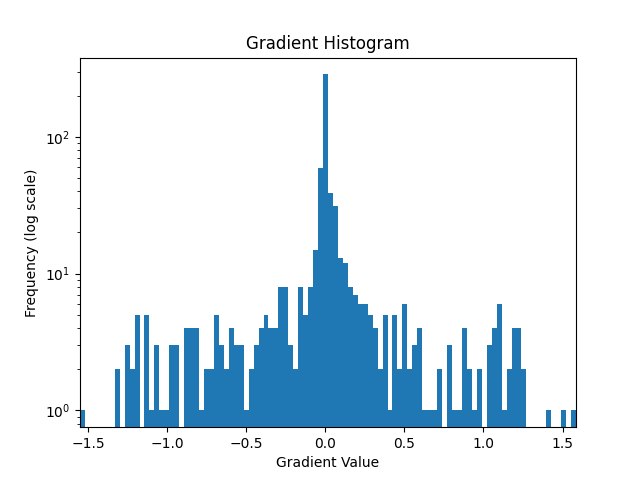 Gradient Histogram
Frequency (log scale)
10²
10¹
10⁰
−1.5 −1.0 −0.5 0.0 0.5 1.0 1.5
Gradient Value